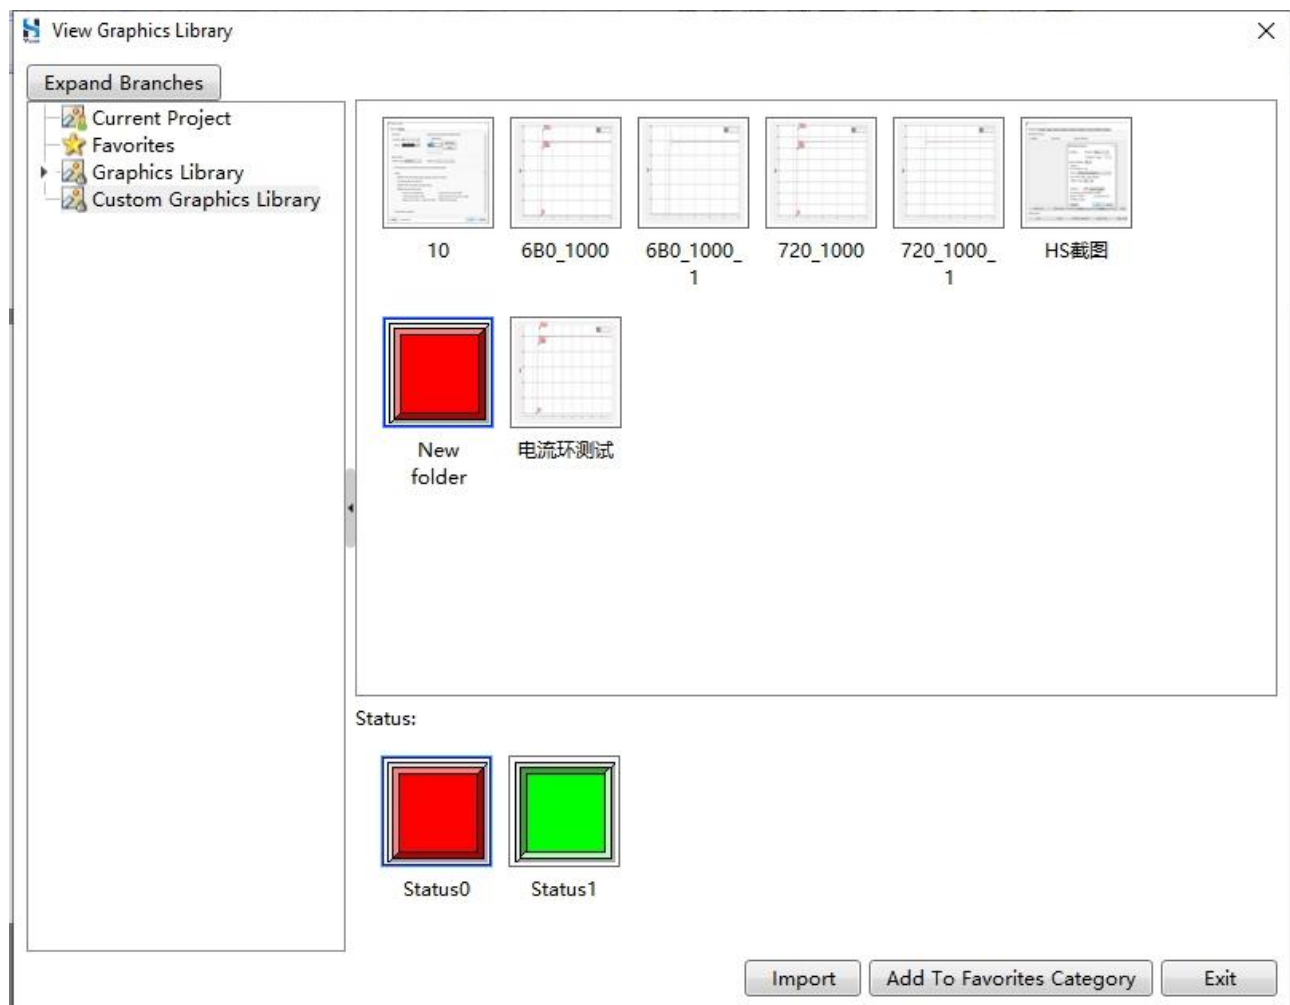 View Graphics Library
Expand Branches
Current Project
Favorites
Graphics Library
Custom Graphics Library
10
6B0_1000
6B0_1000_
1
720_1000
720_1000_
1
HS截图
New
folder
电流环测试
Status:
Status0
Status1
Import
Add To Favorites Category
Exit